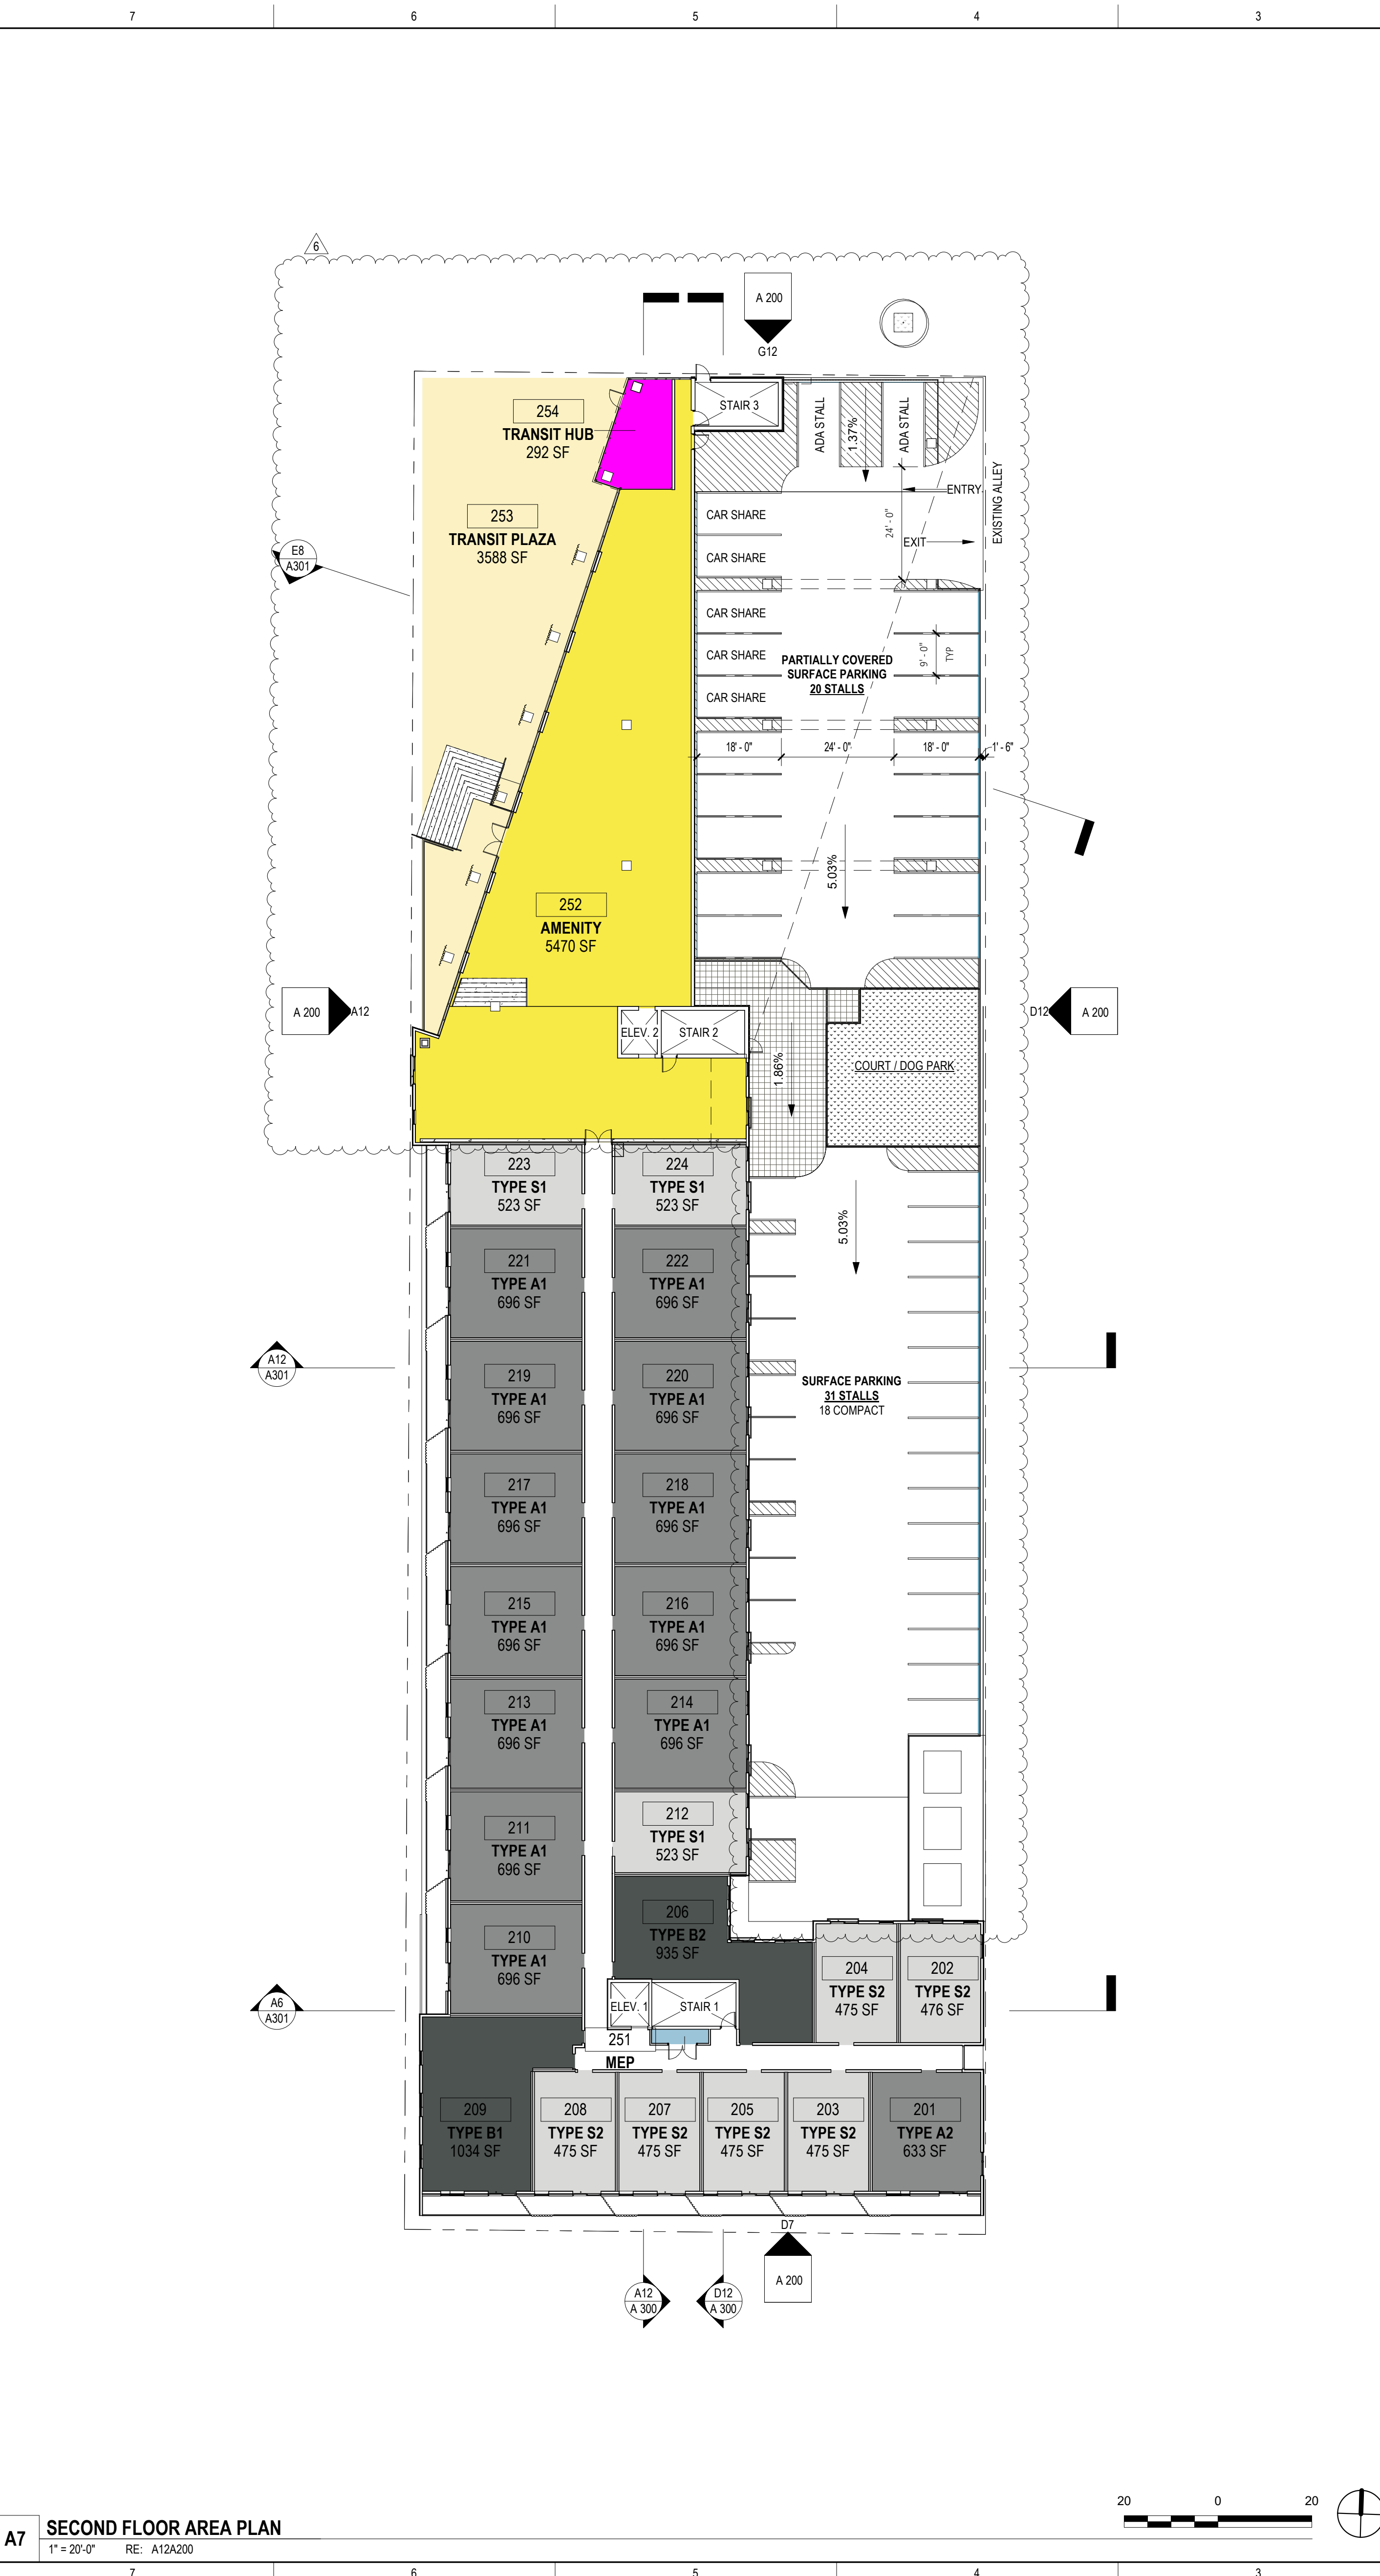 7 6 5 4 3
6
A 200
G12
STAIR 3
254
TRANSIT HUB
292 SF
ADA STALL
1.37%
ADA STALL
ENTRY
EXISTING ALLEY
24' - 0"
EXIT
CAR SHARE
CAR SHARE
CAR SHARE
CAR SHARE
CAR SHARE
253
TRANSIT PLAZA
3588 SF
E8
A301
PARTIALLY COVERED
SURFACE PARKING
20 STALLS
9' - 0"
TYP
18' - 0" 24' - 0" 18' - 0" 1' - 6"
5.03%
252
AMENITY
5470 SF
A 200
A12
ELEV. 2
STAIR 2
D12
A 200
1.86%
COURT / DOG PARK
223
TYPE S1
523 SF
224
TYPE S1
523 SF
5.03%
221
TYPE A1
696 SF
222
TYPE A1
696 SF
A12
A301
219
TYPE A1
696 SF
220
TYPE A1
696 SF
SURFACE PARKING
31 STALLS
18 COMPACT
217
TYPE A1
696 SF
218
TYPE A1
696 SF
215
TYPE A1
696 SF
216
TYPE A1
696 SF
213
TYPE A1
696 SF
214
TYPE A1
696 SF
211
TYPE A1
696 SF
212
TYPE S1
523 SF
210
TYPE A1
696 SF
206
TYPE B2
935 SF
204
TYPE S2
475 SF
202
TYPE S2
476 SF
A6
A301
ELEV. 1
STAIR 1
251
MEP
209
TYPE B1
1034 SF
208
TYPE S2
475 SF
207
TYPE S2
475 SF
205
TYPE S2
475 SF
203
TYPE S2
475 SF
201
TYPE A2
633 SF
D7
A 200
A12
A 300
D12
A 300
20 0 20
A7
SECOND FLOOR AREA PLAN
1" = 20'-0" RE: A12A200
7 6 5 4 3